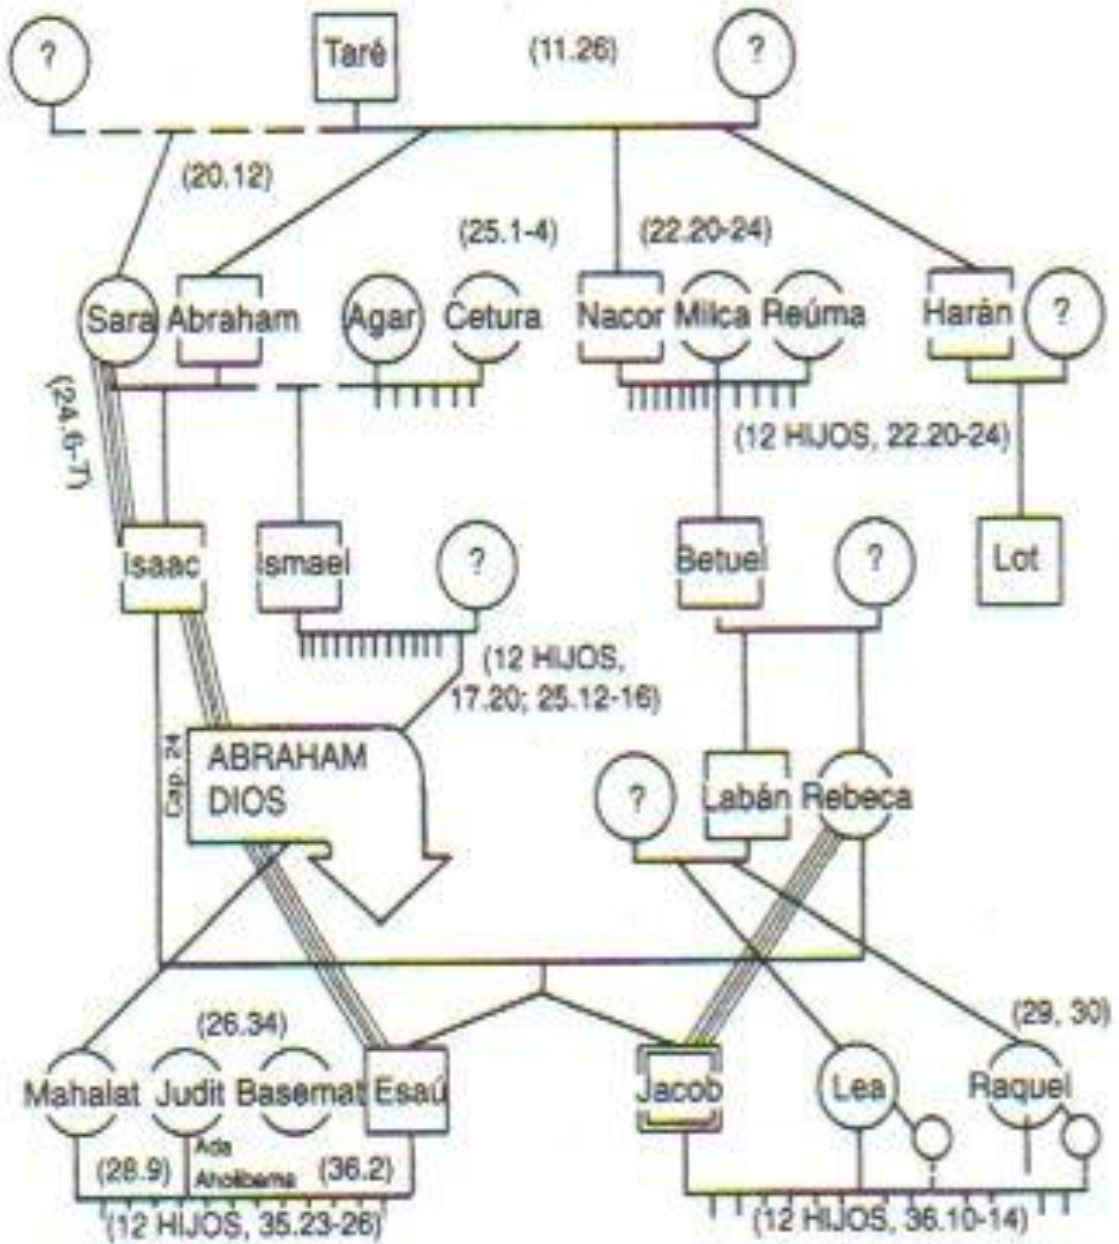 ?
Taré
(11.26)
?
(20.12)
(25.1-4)
(22.20-24)
Sara
Abraham
Agar
Cetura
Nacor
Milca
Reúma
Harán
?
(24.6-7)
(12 HIJOS, 22.20-24)
Isaac
Ismael
?
Betuel
?
Lot
(12 HIJOS,
17.20; 25.12-16)
Cap. 24
ABRAHAM
DIOS
?
Labán
Rebeca
(26.34)
(29, 30)
Mahalat
Judit
Basemat
Esaú
Jacob
Lea
Raquel
(28.9)
Ada
Aholibama
(36.2)
(12 HIJOS, 35.23-26)
(12 HIJOS, 36.10-14)